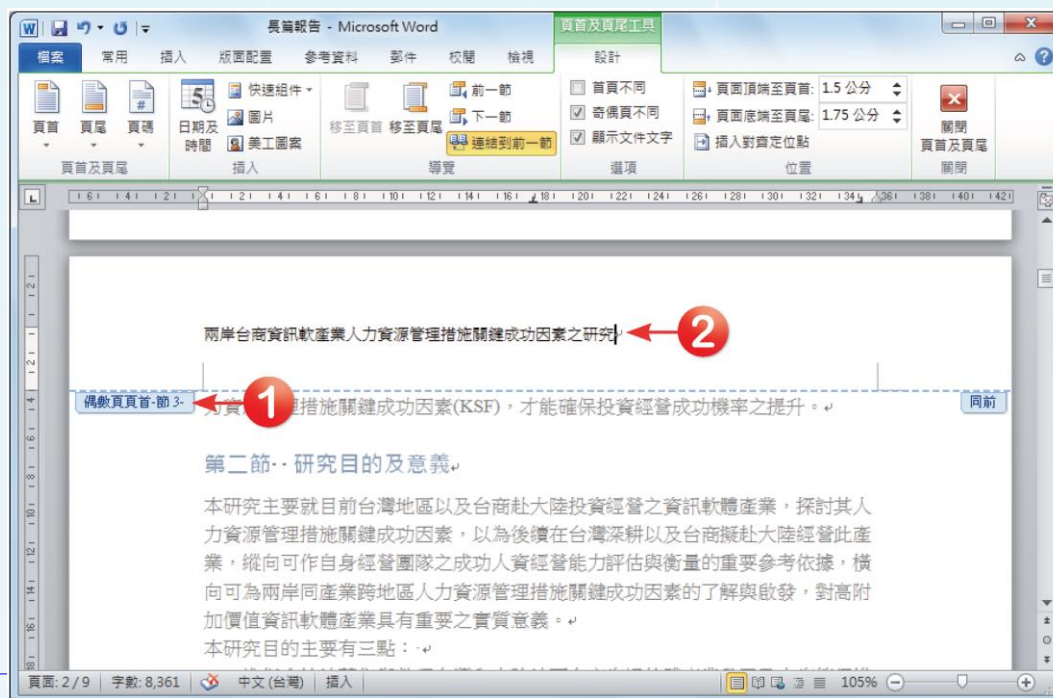 長篇報告 - Microsoft Word
頁首及頁尾工具
檔案 常用 插入 版面配置 參考資料 郵件 校閱 檢視 設計
頁首 頁尾 頁碼
頁首及頁尾
日期及時間
快速組件
圖片
美工圖案
插入
移至頁首 移至頁尾
前一節
下一節
連結到前一節
導覽
首頁不同
奇偶頁不同
顯示文件文字
選項
頁面頂端至頁首: 1.5 公分
頁面底端至頁尾: 1.75 公分
插入對齊定位點
位置
關閉
頁首及頁尾
關閉
兩岸台商資訊軟產業人力資源管理措施關鍵成功因素之研究
2
偶數頁頁首-節 3-
1
同前
理措施關鍵成功因素(KSF),才能確保投資經營成功機率之提升。
第二節‧‧研究目的及意義
本研究主要就目前台灣地區以及台商赴大陸投資經營之資訊軟體產業,探討其人
力資源管理措施關鍵成功因素,以為後續在台灣深耕以及台商擬赴大陸經營此產
業,縱向可作自身經營團隊之成功人資經營能力評估與衡量的重要參考依據,橫
向可為兩岸同產業跨地區人力資源管理措施關鍵成功因素的了解與啟發,對高附
加價值資訊軟體產業具有重要之實質意義。
本研究目的主要有三點:
頁面: 2 / 9 字數: 8,361 中文(台灣) 插入 105%